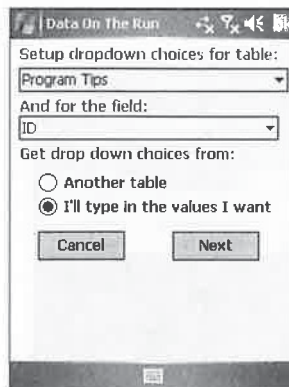 Data On The Run
Setup dropdown choices for table:
Program Tips
And for the field:
ID
Get drop down choices from:
Another table
I'll type in the values I want
Cancel
Next